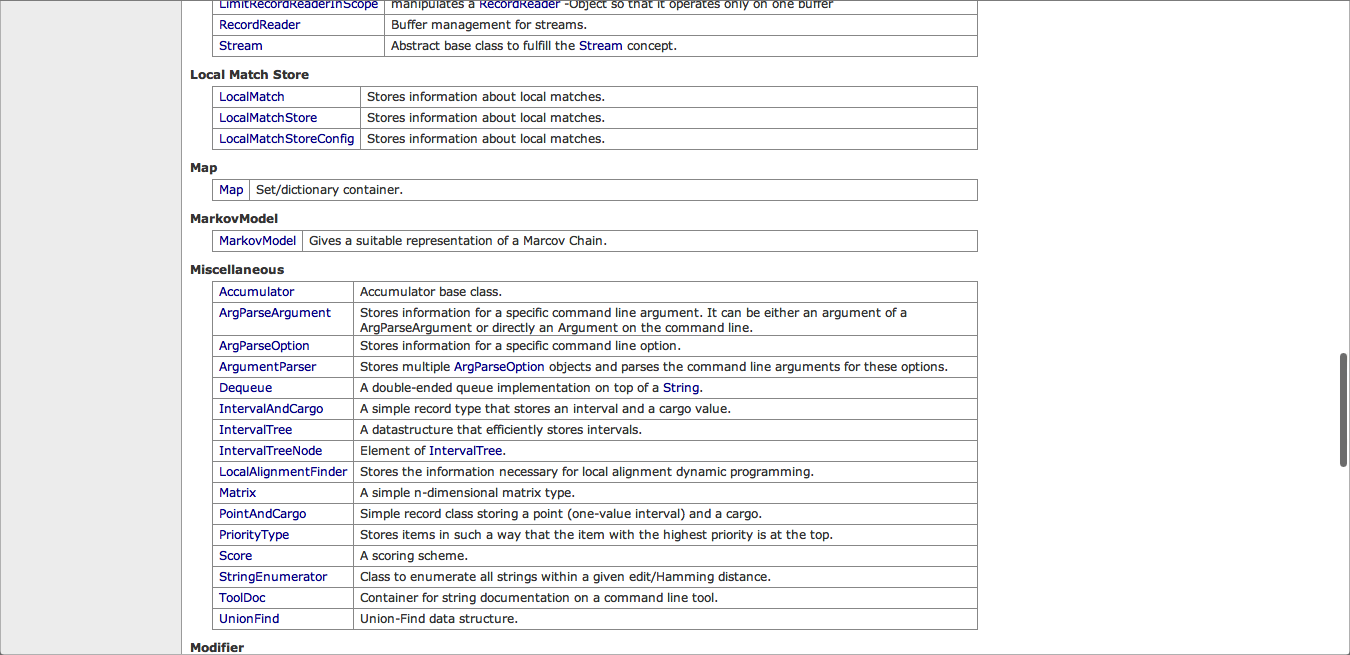 LimitRecordReaderInScope manipulates a RecordReader -Object so that it operates only on one buffer
RecordReader Buffer management for streams.
Stream Abstract base class to fulfill the Stream concept.
Local Match Store
LocalMatch Stores information about local matches.
LocalMatchStore Stores information about local matches.
LocalMatchStoreConfig Stores information about local matches.
Map
Map Set/dictionary container.
MarkovModel
MarkovModel Gives a suitable representation of a Marcov Chain.
Miscellaneous
Accumulator Accumulator base class.
ArgParseArgument Stores information for a specific command line argument. It can be either an argument of a
ArgParseArgument or directly an Argument on the command line.
ArgParseOption Stores information for a specific command line option.
ArgumentParser Stores multiple ArgParseOption objects and parses the command line arguments for these options.
Dequeue A double-ended queue implementation on top of a String.
IntervalAndCargo A simple record type that stores an interval and a cargo value.
IntervalTree A datastructure that efficiently stores intervals.
IntervalTreeNode Element of IntervalTree.
LocalAlignmentFinder Stores the information necessary for local alignment dynamic programming.
Matrix A simple n-dimensional matrix type.
PointAndCargo Simple record class storing a point (one-value interval) and a cargo.
PriorityType Stores items in such a way that the item with the highest priority is at the top.
Score A scoring scheme.
StringEnumerator Class to enumerate all strings within a given edit/Hamming distance.
ToolDoc Container for string documentation on a command line tool.
UnionFind Union-Find data structure.
Modifier